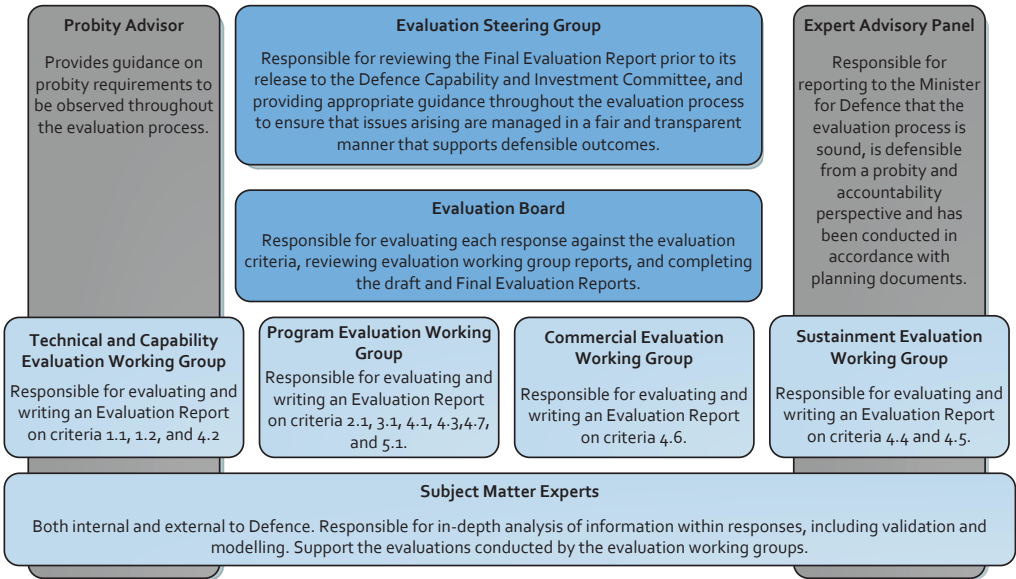 Probity Advisor
Provides guidance on
probity requirements to
be observed throughout
the evaluation process.
Evaluation Steering Group
Responsible for reviewing the Final Evaluation Report prior to its
release to the Defence Capability and Investment Committee, and
providing appropriate guidance throughout the evaluation process
to ensure that issues arising are managed in a fair and transparent
manner that supports defensible outcomes.
Expert Advisory Panel
Responsible for
reporting to the Minister
for Defence that the
evaluation process is
sound, is defensible
from a probity and
accountability
perspective and has
been conducted in
accordance with
planning documents.
Evaluation Board
Responsible for evaluating each response against the evaluation
criteria, reviewing evaluation working group reports, and completing
the draft and Final Evaluation Reports.
Technical and Capability
Evaluation Working Group
Responsible for evaluating and
writing an Evaluation Report
on criteria 1.1, 1.2, and 4.2
Program Evaluation Working
Group
Responsible for evaluating and
writing an Evaluation Report
on criteria 2.1, 3.1, 4.1, 4.3,4.7,
and 5.1.
Commercial Evaluation
Working Group
Responsible for evaluating and
writing an Evaluation Report
on criteria 4.6.
Sustainment Evaluation
Working Group
Responsible for evaluating and
writing an Evaluation Report
on criteria 4.4 and 4.5.
Subject Matter Experts
Both internal and external to Defence. Responsible for in-depth analysis of information within responses, including validation and
modelling. Support the evaluations conducted by the evaluation working groups.